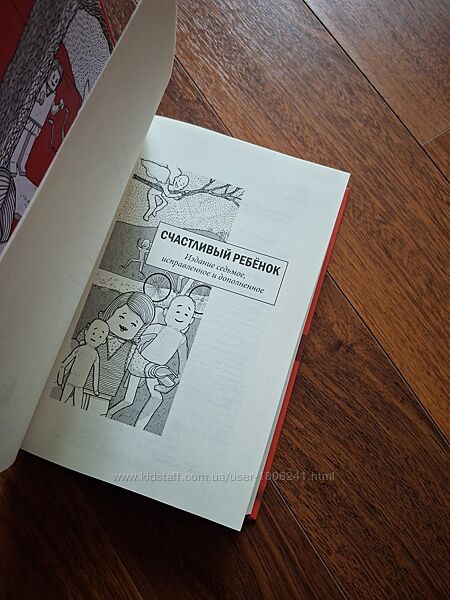 СЧАСТЛИВЫЙ РЕБЁНОК
Издание седьмое,
исправленное и дополненное
www.kidstaff.com.ua/user-1806241.html